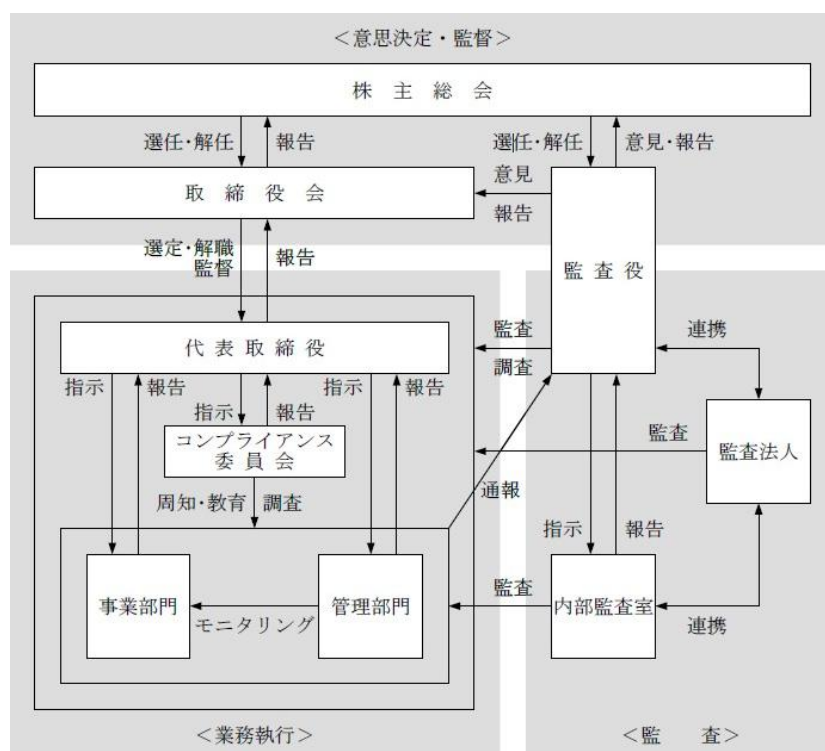 ＜意思決定・監督＞
株主総会
選任・解任
報告
選任・解任
意見・報告
取締役会
意見
報告
選定・解職
監督
報告
監査役
代表取締役
監査
調査
連携
指示
報告
指示
報告
指示
報告
コンプライアンス
委員会
監査
監査法人
周知・教育
調査
通報
指示
報告
事業部門
モニタリング
管理部門
監査
内部監査室
連携
＜業務執行＞
＜監　査＞